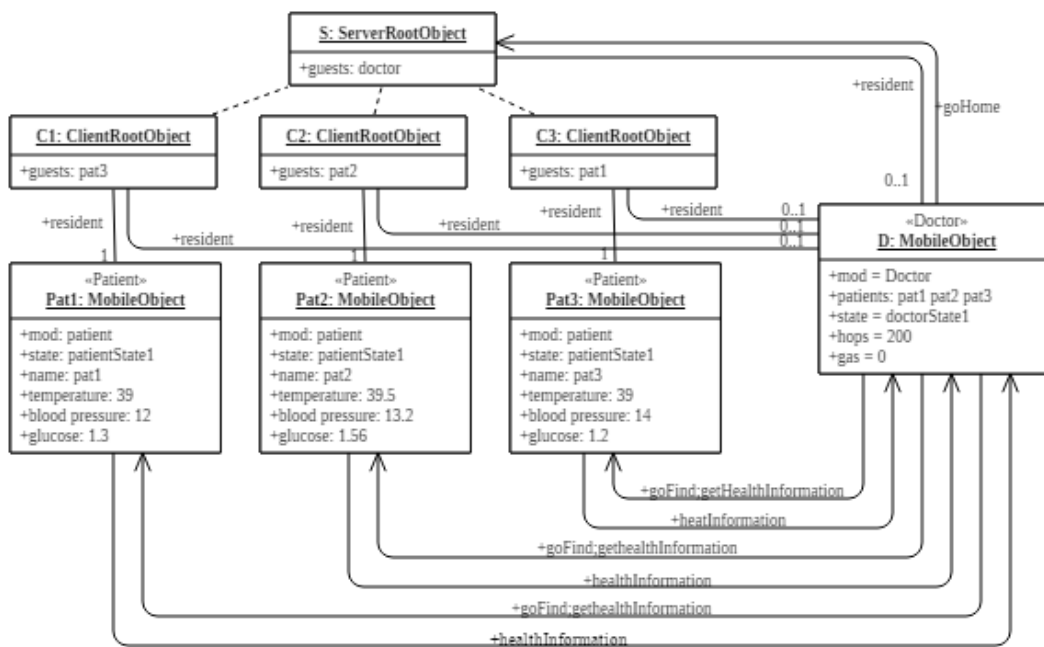 S: ServerRootObject
+guests: doctor
+resident
+goHome
C1: ClientRootObject
+guests: pat3
C2: ClientRootObject
+guests: pat2
C3: ClientRootObject
+guests: pat1
0..1
+resident
+resident
+resident
+resident
0..1
+resident
0..1
+resident
0..1
1
1
1
«Doctor»
D: MobileObject
+mod = Doctor
+patients: pat1 pat2 pat3
+state = doctorState1
+hops = 200
+gas = 0
«Patient»
Pat1: MobileObject
+mod: patient
+state: patientState1
+name: pat1
+temperature: 39
+blood pressure: 12
+glucose: 1.3
«Patient»
Pat2: MobileObject
+mod: patient
+state: patientState1
+name: pat2
+temperature: 39.5
+blood pressure: 13.2
+glucose: 1.56
«Patient»
Pat3: MobileObject
+mod: patient
+state: patientState1
+name: pat3
+temperature: 39
+blood pressure: 14
+glucose: 1.2
+goFind;getHealthInformation
+heatInformation
+goFind;gethealthInformation
+healthInformation
+goFind;gethealthInformation
+healthInformation